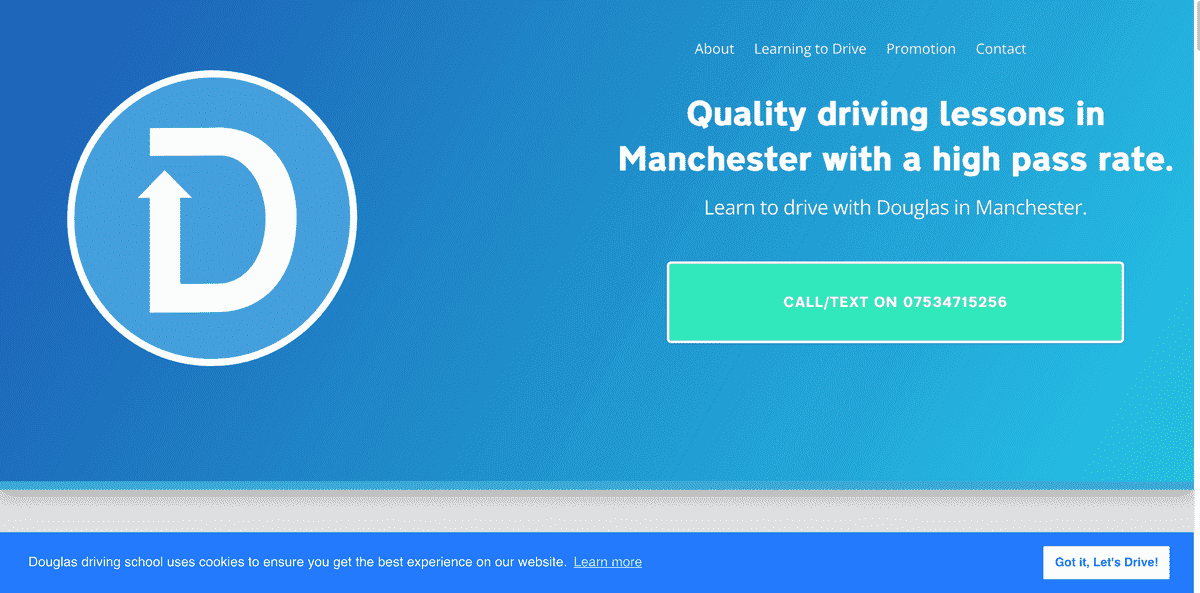 About Learning to Drive Promotion Contact
D
Quality driving lessons in
Manchester with a high pass rate.
Learn to drive with Douglas in Manchester.
CALL/TEXT ON 07534715256
Douglas driving school uses cookies to ensure you get the best experience on our website. Learn more
Got it, Let's Drive!